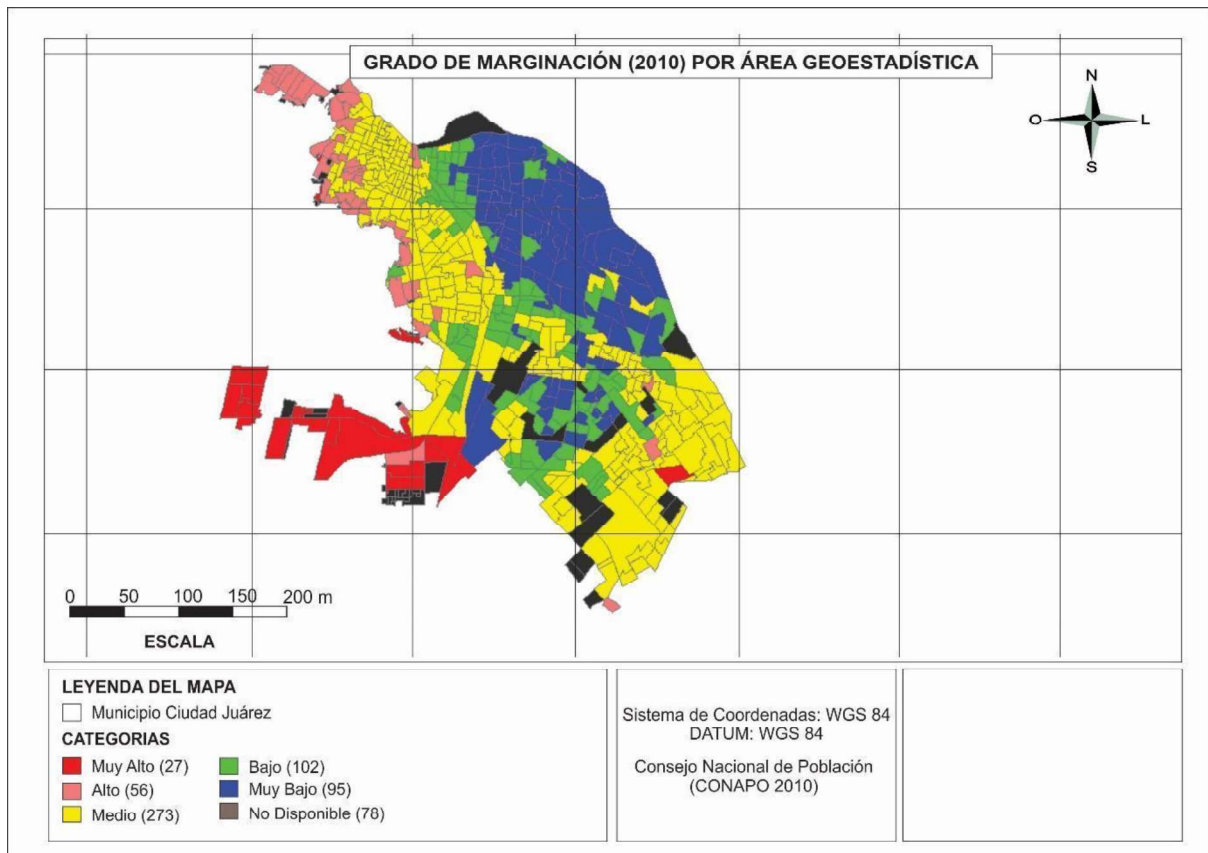 GRADO DE MARGINACIÓN (2010) POR ÁREA GEOESTADÍSTICA
N
O L
S
0 50 100 150 200 m
ESCALA
LEYENDA DEL MAPA
Municipio Ciudad Juárez
CATEGORIAS
Muy Alto (27)
Alto (56)
Medio (273)
Bajo (102)
Muy Bajo (95)
No Disponible (78)
Sistema de Coordenadas: WGS 84
DATUM: WGS 84
Consejo Nacional de Población
(CONAPO 2010)